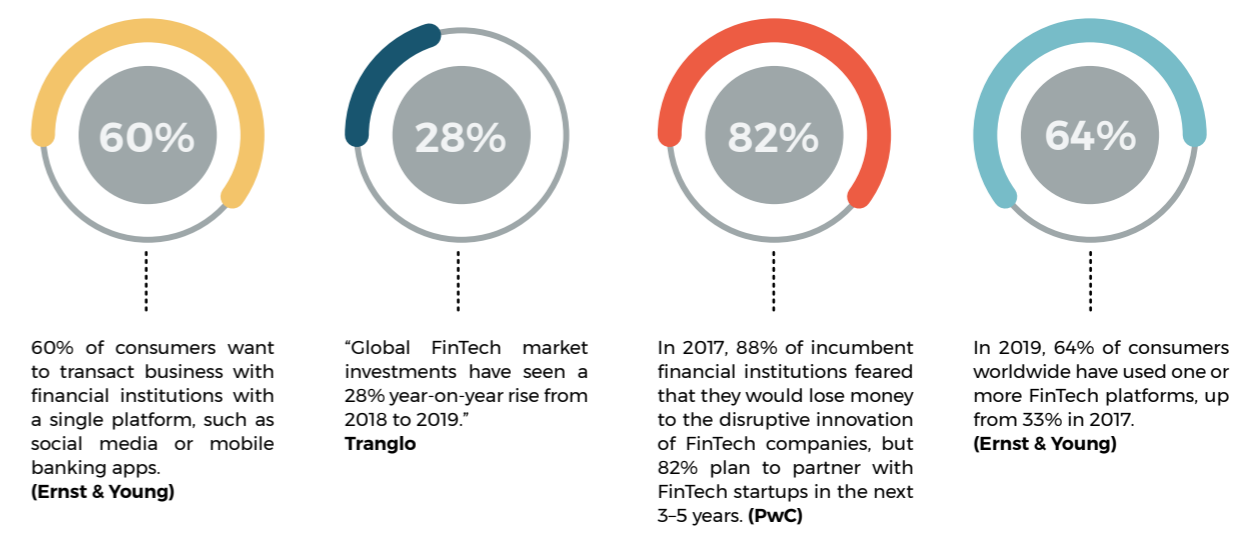 60%
60% of consumers want
to transact business with
financial institutions with
a single platform, such as
social media or mobile
banking apps.
(Ernst & Young)
28%
“Global FinTech market
investments have seen a
28% year-on-year rise from
2018 to 2019.”
Tranglo
82%
In 2017, 88% of incumbent
financial institutions feared
that they would lose money
to the disruptive innovation
of FinTech companies, but
82% plan to partner with
FinTech startups in the next
3–5 years. (PwC)
64%
In 2019, 64% of consumers
worldwide have used one or
more FinTech platforms, up
from 33% in 2017.
(Ernst & Young)